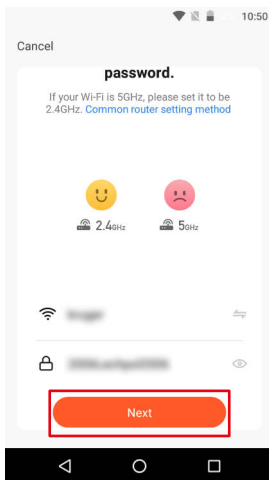 10:50
Cancel
password.
If your Wi-Fi is 5GHz, please set it to be
2.4GHz. Common router setting method
2.4GHz 5GHz
Next